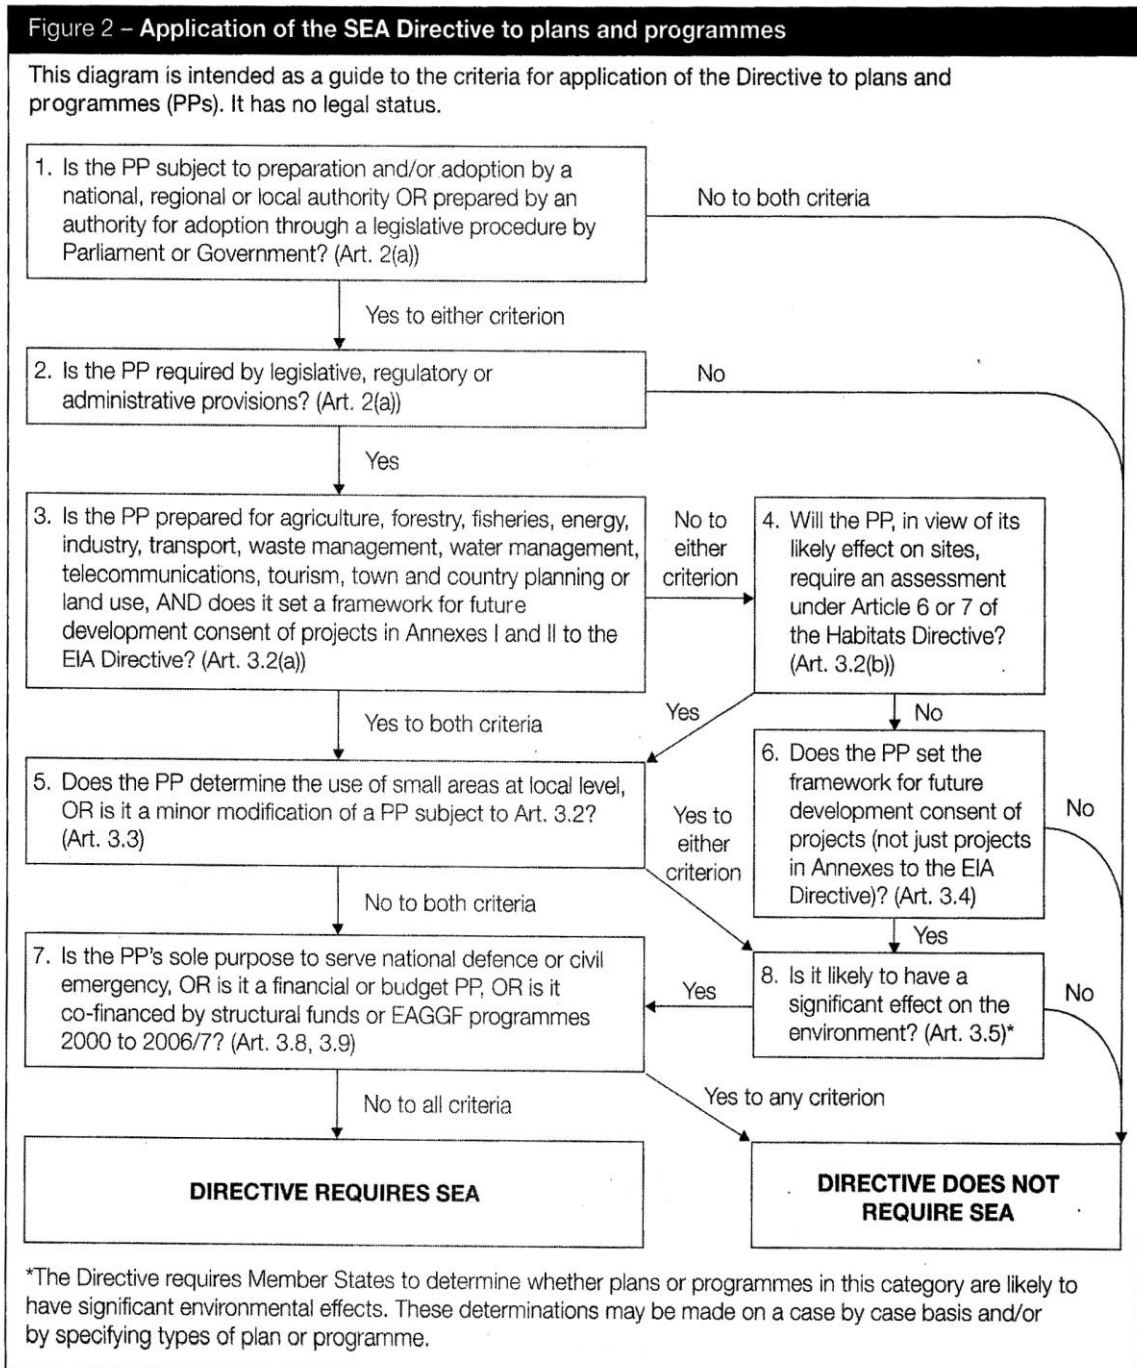 Figure 2 – Application of the SEA Directive to plans and programmes
This diagram is intended as a guide to the criteria for application of the Directive to plans and
programmes (PPs). It has no legal status.
1. Is the PP subject to preparation and/or adoption by a
national, regional or local authority OR prepared by an
authority for adoption through a legislative procedure by
Parliament or Government? (Art. 2(a))
No to both criteria
Yes to either criterion
2. Is the PP required by legislative, regulatory or
administrative provisions? (Art. 2(a))
No
Yes
3. Is the PP prepared for agriculture, forestry, fisheries, energy,
industry, transport, waste management, water management,
telecommunications, tourism, town and country planning or
land use, AND does it set a framework for future
development consent of projects in Annexes I and II to the
EIA Directive? (Art. 3.2(a))
No to
either
criterion
4. Will the PP, in view of its
likely effect on sites,
require an assessment
under Article 6 or 7 of
the Habitats Directive?
(Art. 3.2(b))
Yes to both criteria
Yes
No
5. Does the PP determine the use of small areas at local level,
OR is it a minor modification of a PP subject to Art. 3.2?
(Art. 3.3)
Yes to
either
criterion
6. Does the PP set the
framework for future
development consent of
projects (not just projects
in Annexes to the EIA
Directive)? (Art. 3.4)
No
No to both criteria
Yes
7. Is the PP's sole purpose to serve national defence or civil
emergency, OR is it a financial or budget PP, OR is it
co-financed by structural funds or EAGGF programmes
2000 to 2006/7? (Art. 3.8, 3.9)
Yes
8. Is it likely to have a
significant effect on the
environment? (Art. 3.5)*
No
No to all criteria
Yes to any criterion
DIRECTIVE REQUIRES SEA
DIRECTIVE DOES NOT
REQUIRE SEA
*The Directive requires Member States to determine whether plans or programmes in this category are likely to
have significant environmental effects. These determinations may be made on a case by case basis and/or
by specifying types of plan or programme.